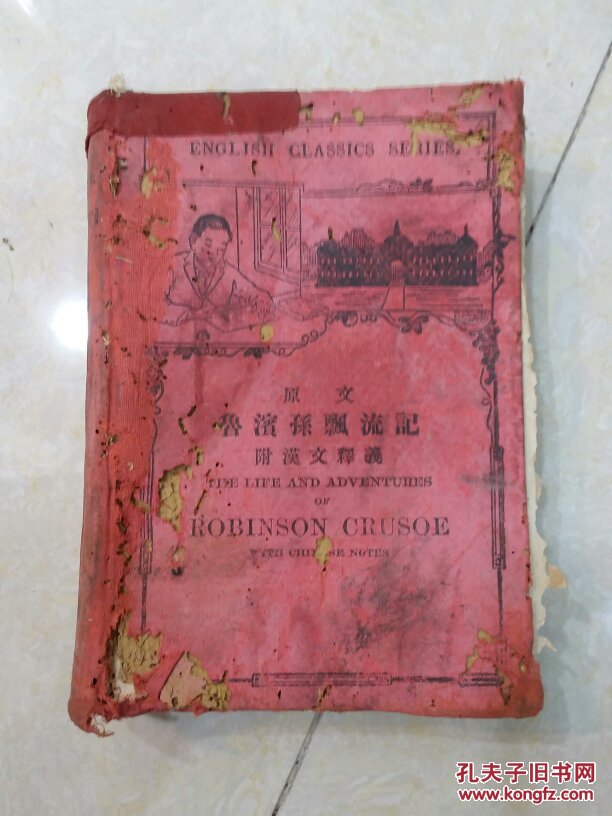 ENGLISH CLASSICS SERIES.
原文
魯濱孫飄流記
附漢文釋義
THE LIFE AND ADVENTURES
OF
ROBINSON CRUSOE
WITH CHINESE NOTES
1
孔夫子旧书网
www.kongfz.com